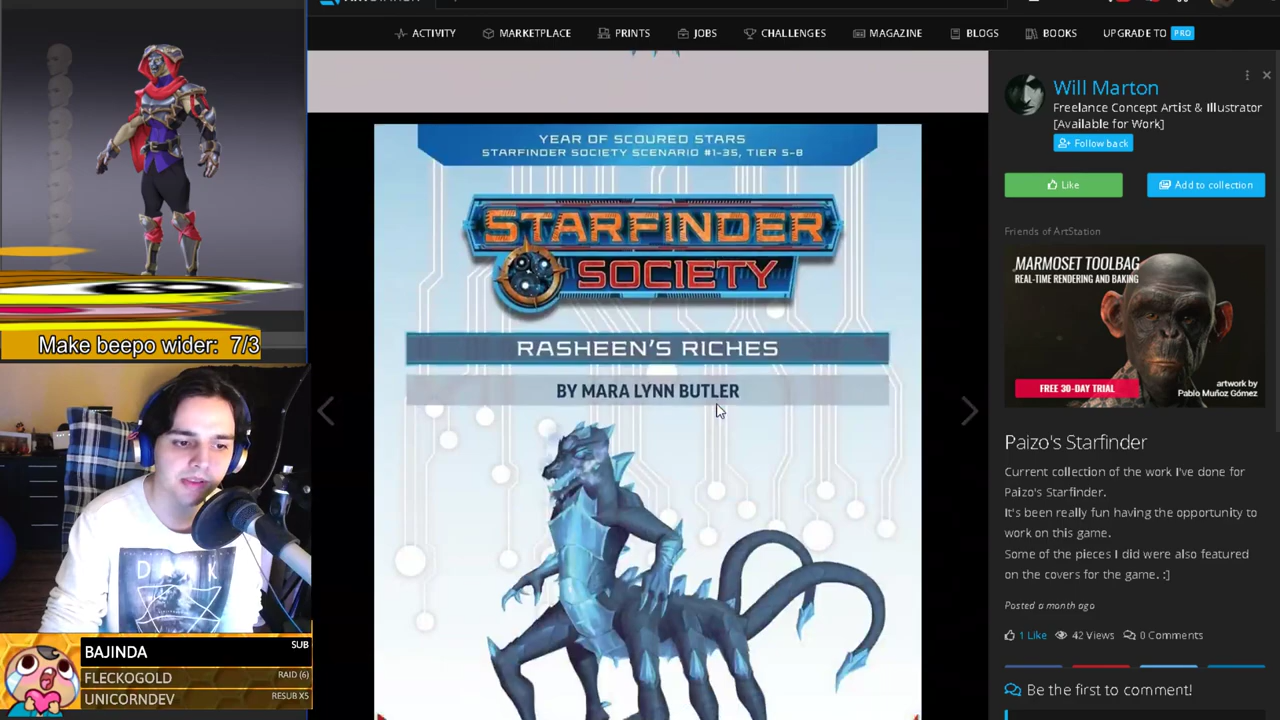 ACTIVITY
MARKETPLACE
PRINTS
JOBS
CHALLENGES
MAGAZINE
BLOGS
BOOKS
UPGRADE TO PRO
YEAR OF SCOURED STARS
STARFINDER SOCIETY SCENARIO #1-35, TIER 5-8
STARFINDER
SOCIETY
RASHEEN'S RICHES
BY MARA LYNN BUTLER
Will Marton
Freelance Concept Artist & Illustrator
[Available for Work]
Follow back
Like
Add to collection
Friends of ArtStation
MARMOSET TOOLBAG
REAL-TIME RENDERING AND BAKING
FREE 30-DAY TRIAL
artwork by
Pablo Muñoz Gómez
Paizo's Starfinder
Current collection of the work I've done for
Paizo's Starfinder.
It's been really fun having the opportunity to
work on this game.
Some of the pieces I did were also featured
on the covers for the game. :]
Posted a month ago
1 Like 42 Views 0 Comments
Be the first to comment!
Make beepo wider: 7/3
DARK
BAJINDA SUB
FLECKOGOLD RAID (6)
UNICORNDEV RESUB X5